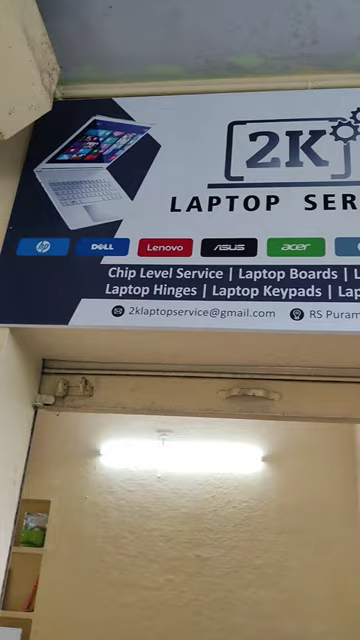 2K
LAPTOP SER
hp DELL Lenovo ASUS acer
Chip Level Service | Laptop Boards | L
Laptop Hinges | Laptop Keypads | Lap
2klaptopservice@gmail.com RS Puram